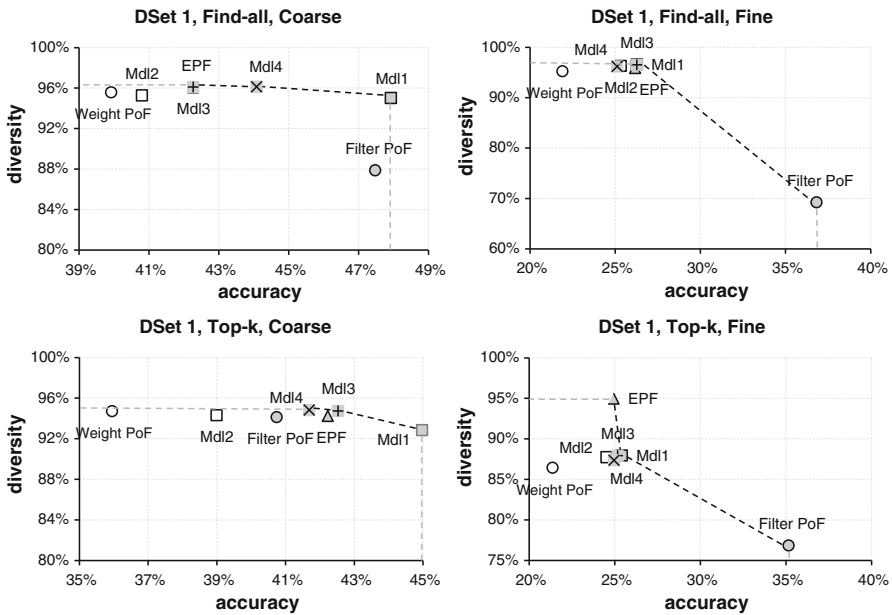 DSet 1, Find-all, Coarse
100%
96%
92%
88%
84%
80%
diversity
Mdl2
EPF
Mdl4
Mdl1
Weight PoF
Mdl3
Filter PoF
39%
41%
43%
45%
47%
49%
accuracy
DSet 1, Find-all, Fine
100%
90%
80%
70%
60%
diversity
Mdl4
Mdl3
Mdl1
Weight PoF
Mdl2
EPF
Filter PoF
20%
25%
30%
35%
40%
accuracy
DSet 1, Top-k, Coarse
100%
96%
92%
88%
84%
80%
diversity
Mdl4
Mdl3
Weight PoF
Mdl2
Filter PoF
EPF
Mdl1
35%
37%
39%
41%
43%
45%
accuracy
DSet 1, Top-k, Fine
100%
95%
90%
85%
80%
75%
diversity
EPF
Mdl3
Mdl2
Mdl1
Mdl4
Weight PoF
Filter PoF
20%
25%
30%
35%
40%
accuracy